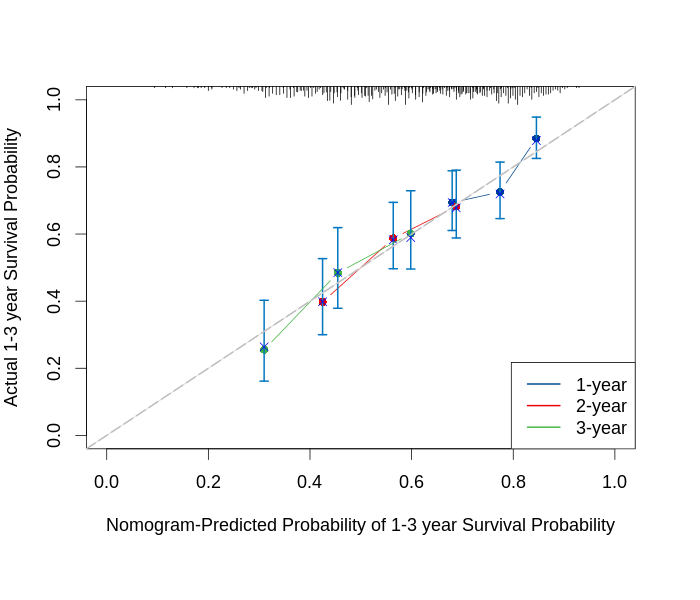 Actual 1-3 year Survival Probability
1.0
0.8
0.6
0.4
0.2
0.0
1-year
2-year
3-year
0.0 0.2 0.4 0.6 0.8 1.0
Nomogram-Predicted Probability of 1-3 year Survival Probability